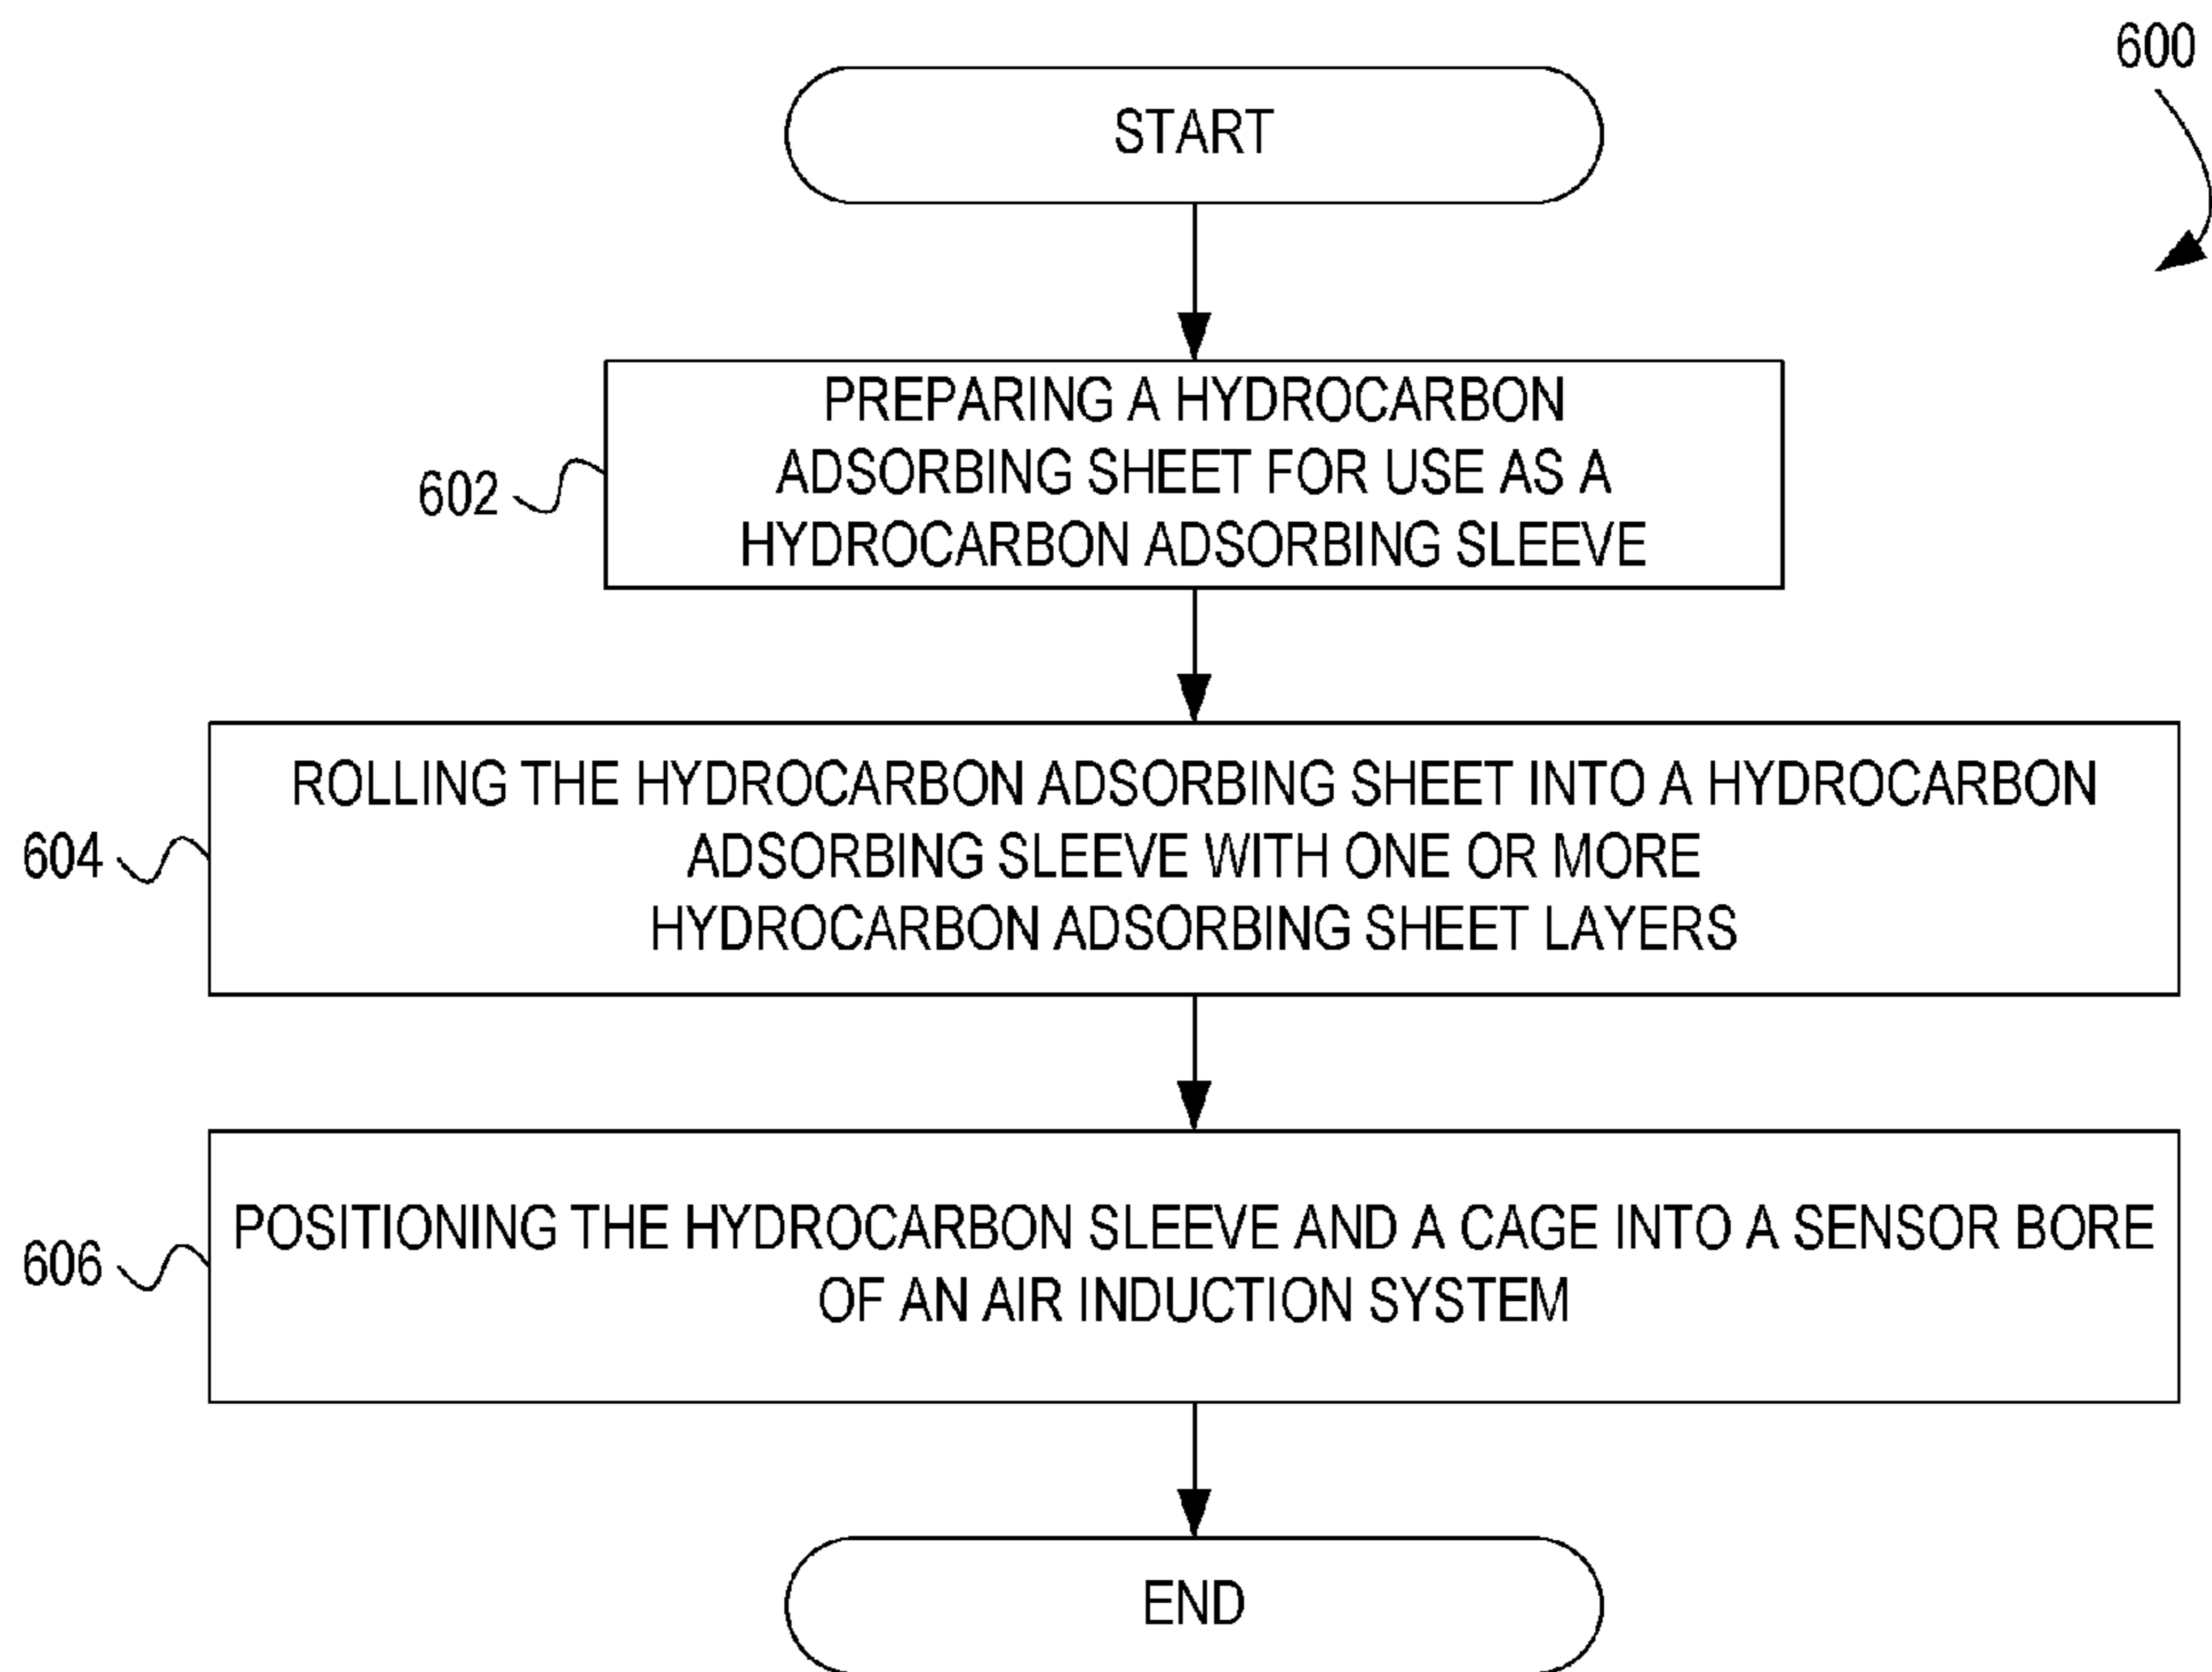 600
START
PREPARING A HYDROCARBON
ADSORBING SHEET FOR USE AS A
HYDROCARBON ADSORBING SLEEVE
602
ROLLING THE HYDROCARBON ADSORBING SHEET INTO A HYDROCARBON
ADSORBING SLEEVE WITH ONE OR MORE
HYDROCARBON ADSORBING SHEET LAYERS
604
POSITIONING THE HYDROCARBON SLEEVE AND A CAGE INTO A SENSOR BORE
OF AN AIR INDUCTION SYSTEM
606
END